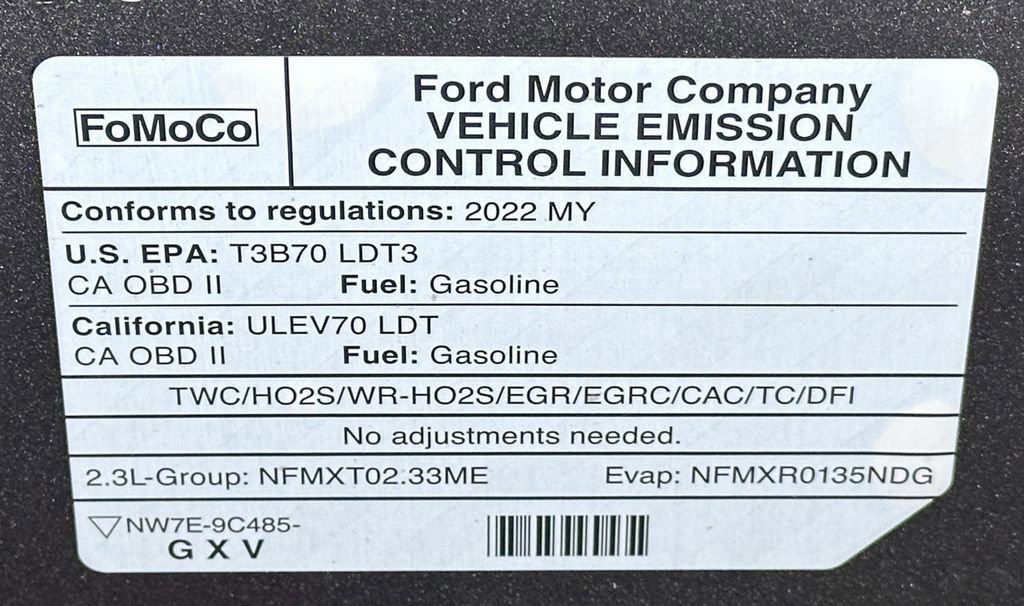 FoMoCo
Ford Motor Company
VEHICLE EMISSION
CONTROL INFORMATION
Conforms to regulations: 2022 MY
U.S. EPA: T3B70 LDT3
CA OBD II Fuel: Gasoline
California: ULEV70 LDT
CA OBD II Fuel: Gasoline
TWC/HO2S/WR-HO2S/EGR/EGRC/CAC/TC/DFI
No adjustments needed.
2.3L-Group: NFMXT02.33ME Evap: NFMXR0135NDG
NW7E-9C485-
G X V